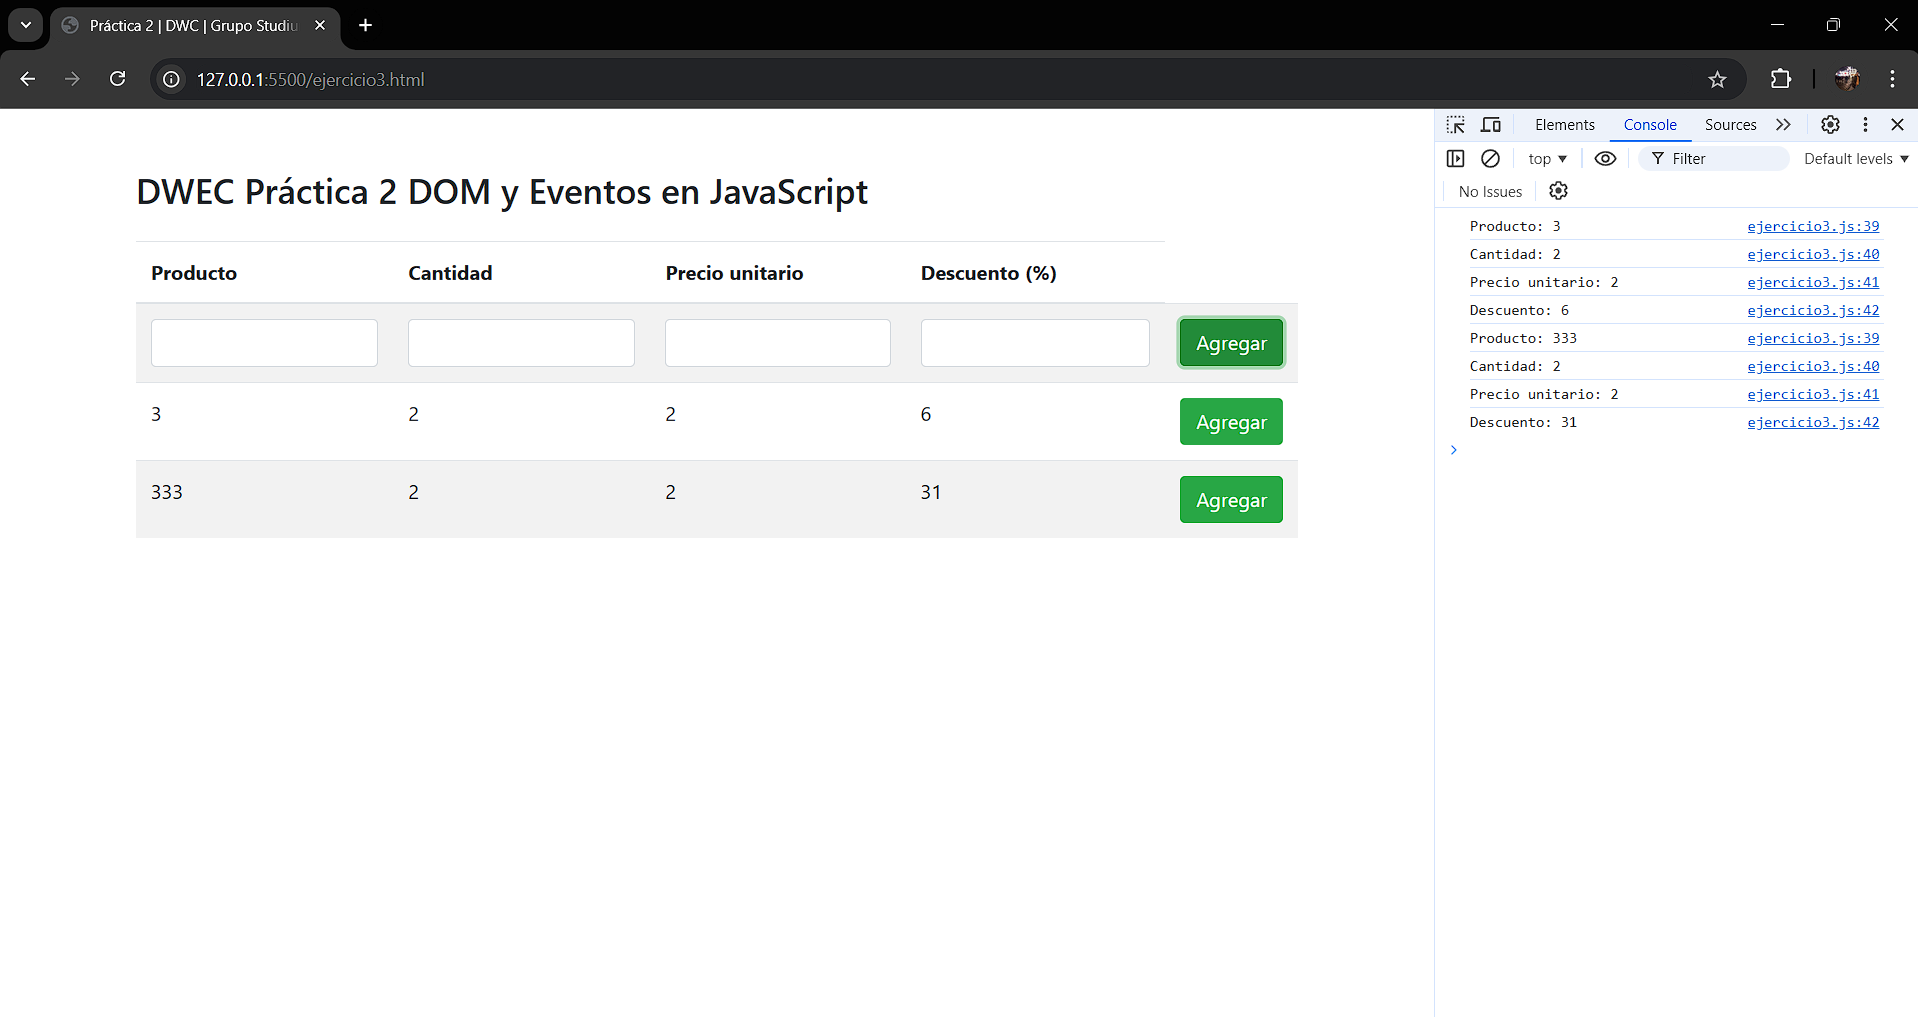 Práctica 2 | DWC | Grupo Studiu
127.0.0.1:5500/ejercicio3.html
Elements Console Sources
top Filter Default levels
No Issues
DWEC Práctica 2 DOM y Eventos en JavaScript
Producto Cantidad Precio unitario Descuento (%)
Agregar
3 2 2 6 Agregar
333 2 2 31 Agregar
Producto: 3 ejercicio3.js:39
Cantidad: 2 ejercicio3.js:40
Precio unitario: 2 ejercicio3.js:41
Descuento: 6 ejercicio3.js:42
Producto: 333 ejercicio3.js:39
Cantidad: 2 ejercicio3.js:40
Precio unitario: 2 ejercicio3.js:41
Descuento: 31 ejercicio3.js:42